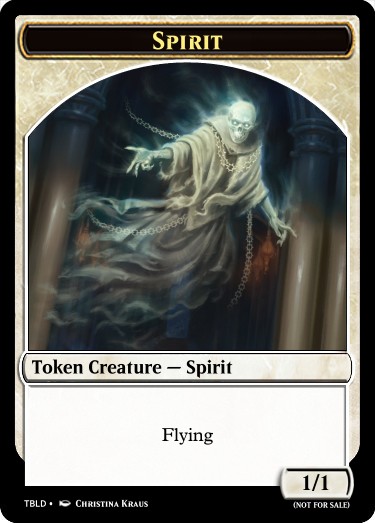 Spirit
Token Creature — Spirit
Flying
1/1
TBLD • Christina Kraus
(NOT FOR SALE)